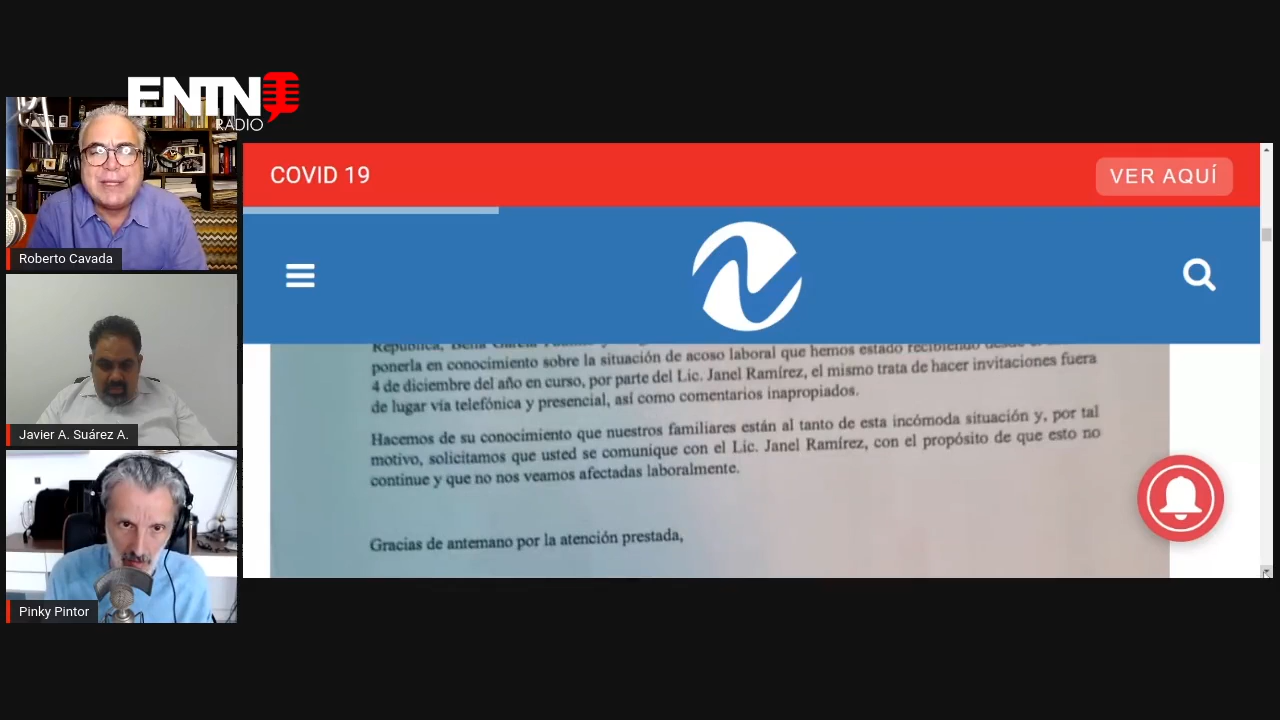 ENTN
RADIO
COVID 19
VER AQUÍ
Roberto Cavada
República,
ponerla en conocimiento sobre la situación de acoso laboral que hemos estado recibiendo desde
4 de diciembre del año en curso, por parte del Lic. Janel Ramírez, el mismo trata de hacer invitaciones fuera
de lugar vía telefónica y presencial, así como comentarios inapropiados.
Hacemos de su conocimiento que nuestros familiares están al tanto de esta incómoda situación y, por tal
motivo, solicitamos que usted se comunique con el Lic. Janel Ramírez, con el propósito de que esto no
continue y que no nos veamos afectadas laboralmente.
Gracias de antemano por la atención prestada,
Javier A. Suárez A.
Pinky Pintor